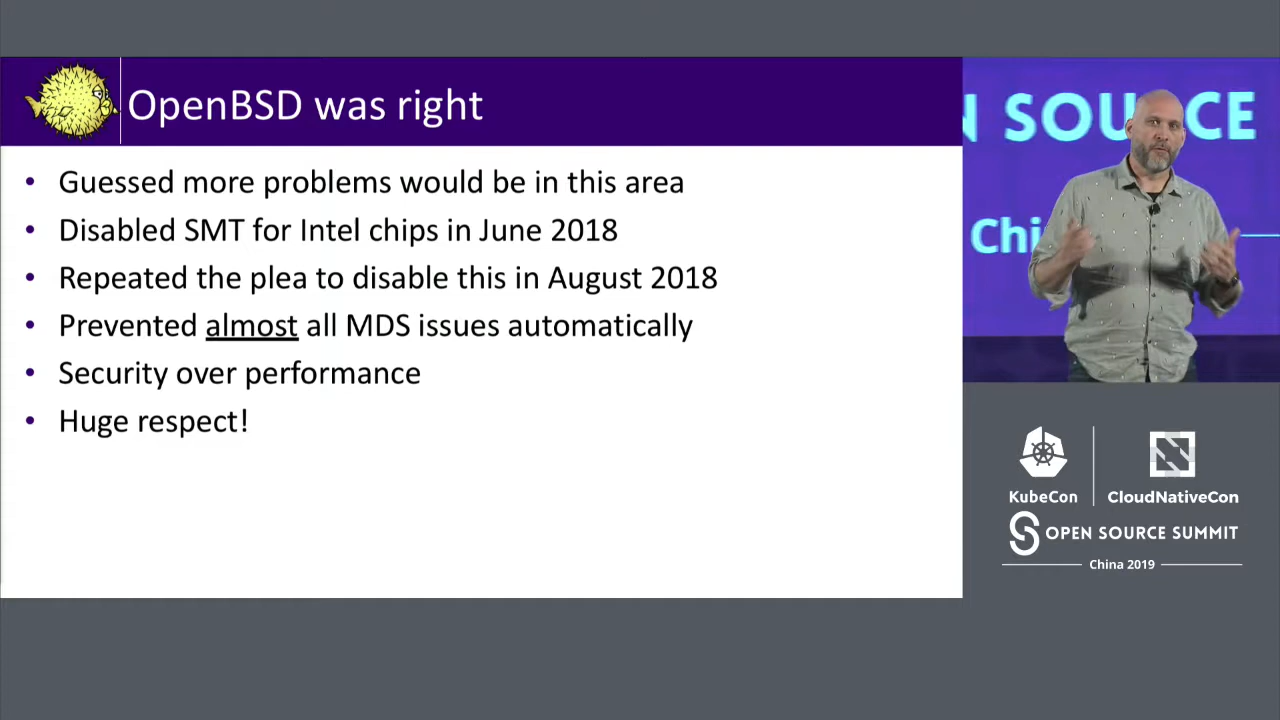 OpenBSD was right
• Guessed more problems would be in this area
• Disabled SMT for Intel chips in June 2018
• Repeated the plea to disable this in August 2018
• Prevented almost all MDS issues automatically
• Security over performance
• Huge respect!
N SOU CE
Chi
KubeCon
CloudNativeCon
OPEN SOURCE SUMMIT
China 2019